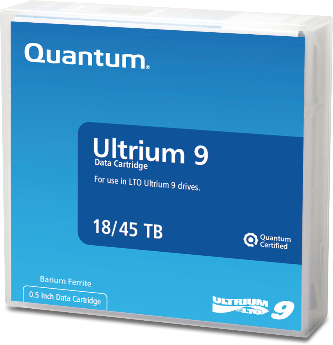 Quantum.
Ultrium 9
Data Cartridge
For use in LTO Ultrium 9 drives.
18/45 TB
Quantum
Certified
Barium Ferrite
0.5 Inch Data Cartridge
ULTRIUM
LTO
9